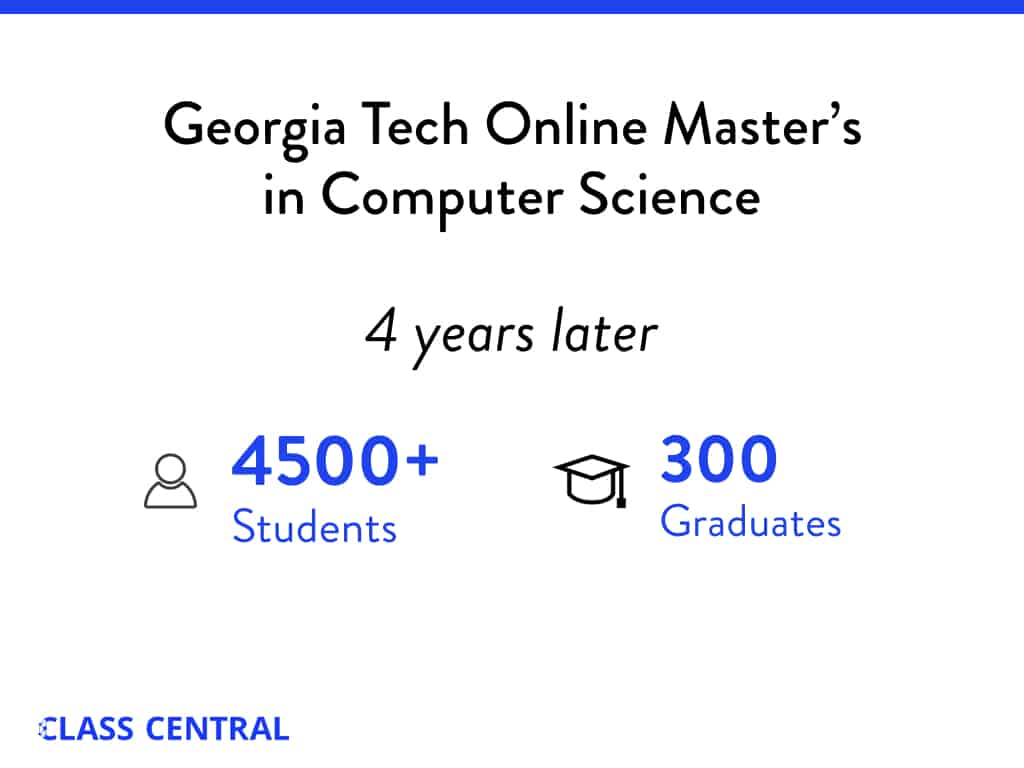 Georgia Tech Online Master’s
in Computer Science
4 years later
4500+
Students
300
Graduates
CLASS CENTRAL